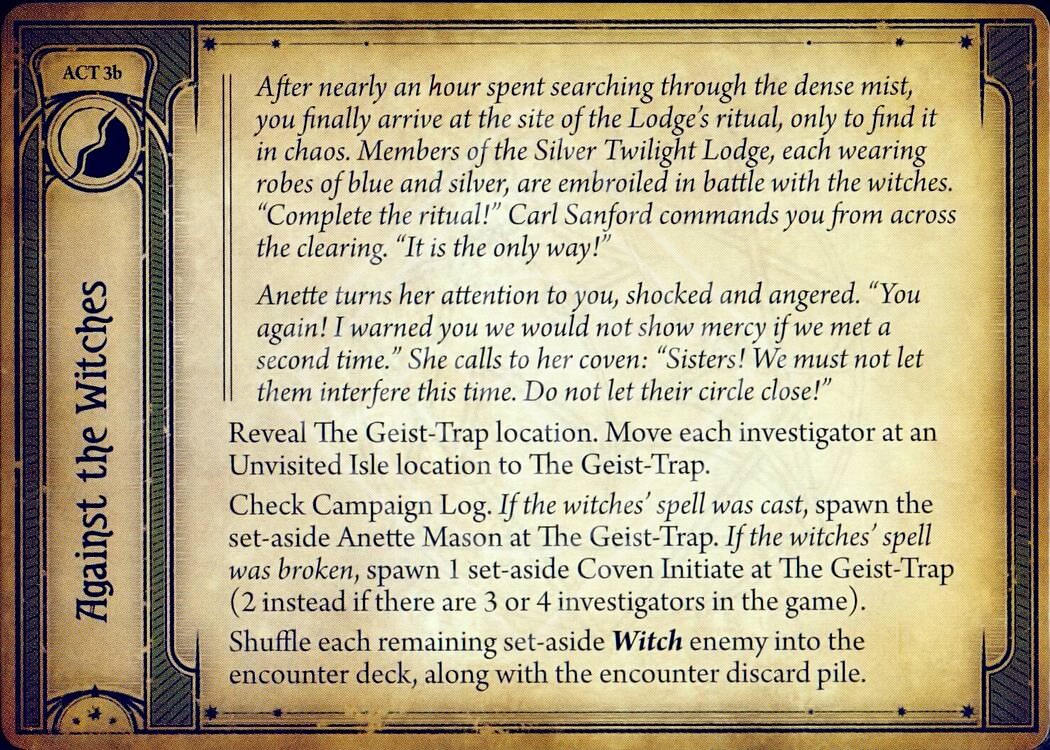 ACT 3b
Against the Witches
After nearly an hour spent searching through the dense mist,
you finally arrive at the site of the Lodge’s ritual, only to find it
in chaos. Members of the Silver Twilight Lodge, each wearing
robes of blue and silver, are embroiled in battle with the witches.
“Complete the ritual!” Carl Sanford commands you from across
the clearing. “It is the only way!”
Anette turns her attention to you, shocked and angered. “You
again! I warned you we would not show mercy if we met a
second time.” She calls to her coven: “Sisters! We must not let
them interfere this time. Do not let their circle close!”
Reveal The Geist-Trap location. Move each investigator at an
Unvisited Isle location to The Geist-Trap.
Check Campaign Log. If the witches’ spell was cast, spawn the
set-aside Anette Mason at The Geist-Trap. If the witches’ spell
was broken, spawn 1 set-aside Coven Initiate at The Geist-Trap
(2 instead if there are 3 or 4 investigators in the game).
Shuffle each remaining set-aside Witch enemy into the
encounter deck, along with the encounter discard pile.